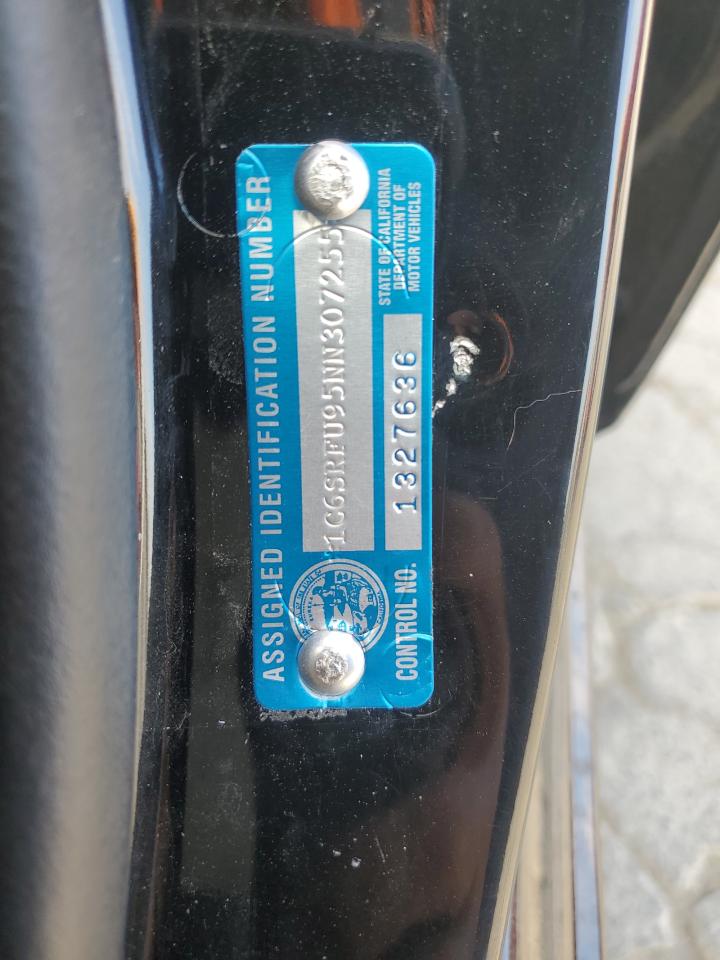 ASSIGNED IDENTIFICATION NUMBER
1C6SRFU95NN307255
STATE OF CALIFORNIA
DEPARTMENT OF
MOTOR VEHICLES
CONTROL NO. 1327636